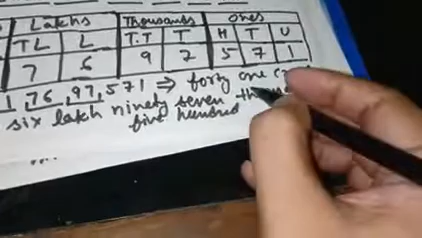 Lakhs Thousands Ones
TL L T.T T H T U
7 6 9 7 5 7 1
1,76,97,571 ⇒ forty one
six lakh ninety seven
five hundred
....